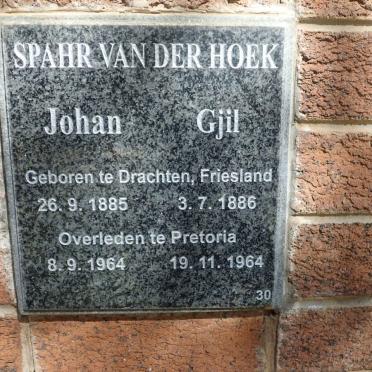 SPAHR VAN DER HOEK
Johan Gjil
Geboren te Drachten, Friesland
26. 9. 1885 3. 7. 1886
Overleden te Pretoria
8. 9. 1964 19. 11. 1964
30